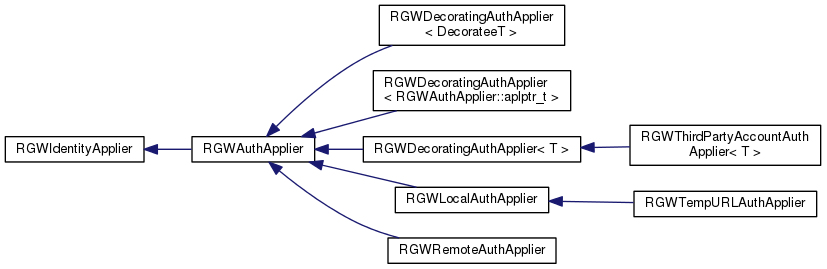 RGWDecoratingAuthApplier
< DecorateeT >
RGWDecoratingAuthApplier
< RGWAuthApplier::aplptr_t >
RGWIdentityApplier
RGWAuthApplier
RGWDecoratingAuthApplier< T >
RGWThirdPartyAccountAuth
Applier< T >
RGWLocalAuthApplier
RGWTempURLAuthApplier
RGWRemoteAuthApplier